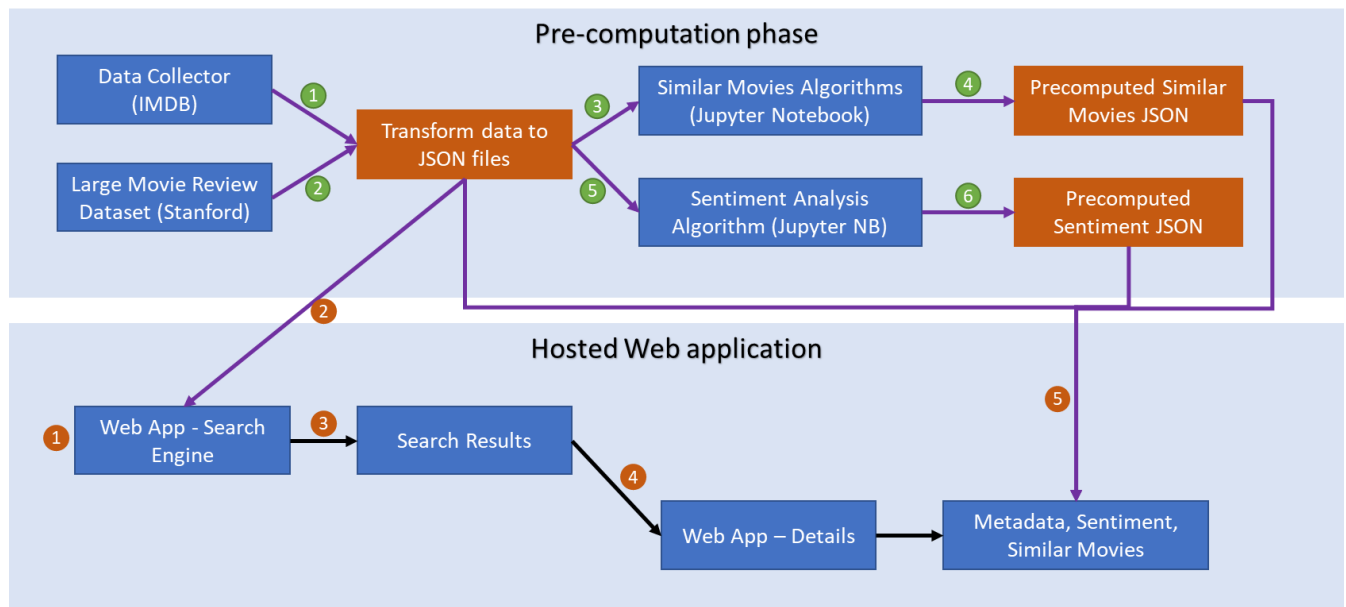 Pre-computation phase
Data Collector
(IMDB)
1
Large Movie Review
Dataset (Stanford)
2
Transform data to
JSON files
3
Similar Movies Algorithms
(Jupyter Notebook)
4
Precomputed Similar
Movies JSON
5
Sentiment Analysis
Algorithm (Jupyter NB)
6
Precomputed
Sentiment JSON
2
Hosted Web application
1
Web App - Search
Engine
3
Search Results
4
Web App – Details
5
Metadata, Sentiment,
Similar Movies